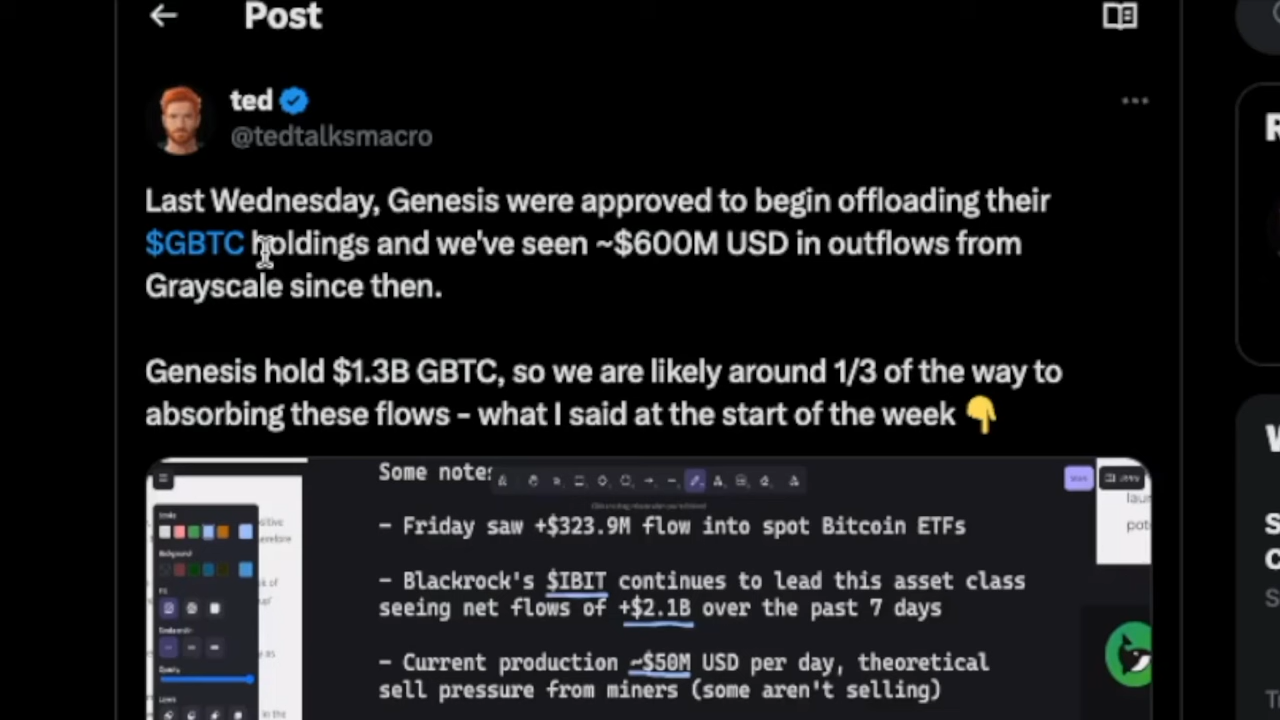 Post
ted
@tedtalksmacro
Last Wednesday, Genesis were approved to begin offloading their
$GBTC holdings and we've seen ~$600M USD in outflows from
Grayscale since then.
Genesis hold $1.3B GBTC, so we are likely around 1/3 of the way to
absorbing these flows - what I said at the start of the week 👇
Some notes
- Friday saw +$323.9M flow into spot Bitcoin ETFs
- Blackrock's $IBIT continues to lead this asset class
seeing net flows of +$2.1B over the past 7 days
- Current production ~$50M USD per day, theoretical
sell pressure from miners (some aren't selling)